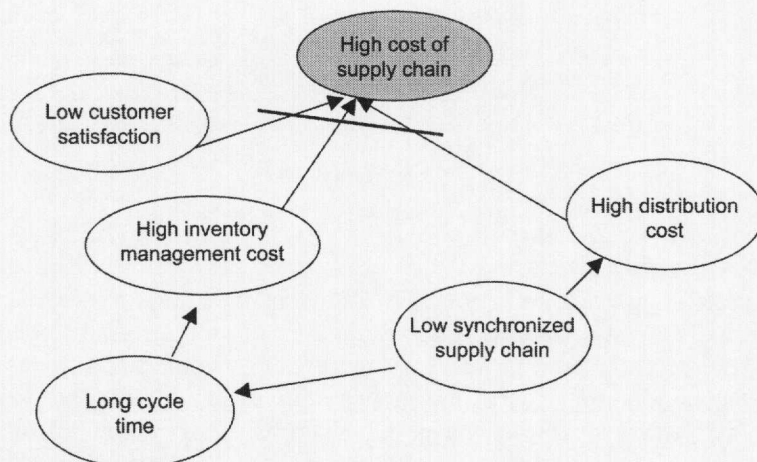 High cost of
supply chain
Low customer
satisfaction
High distribution
cost
High inventory
management cost
Low synchronized
supply chain
Long cycle
time